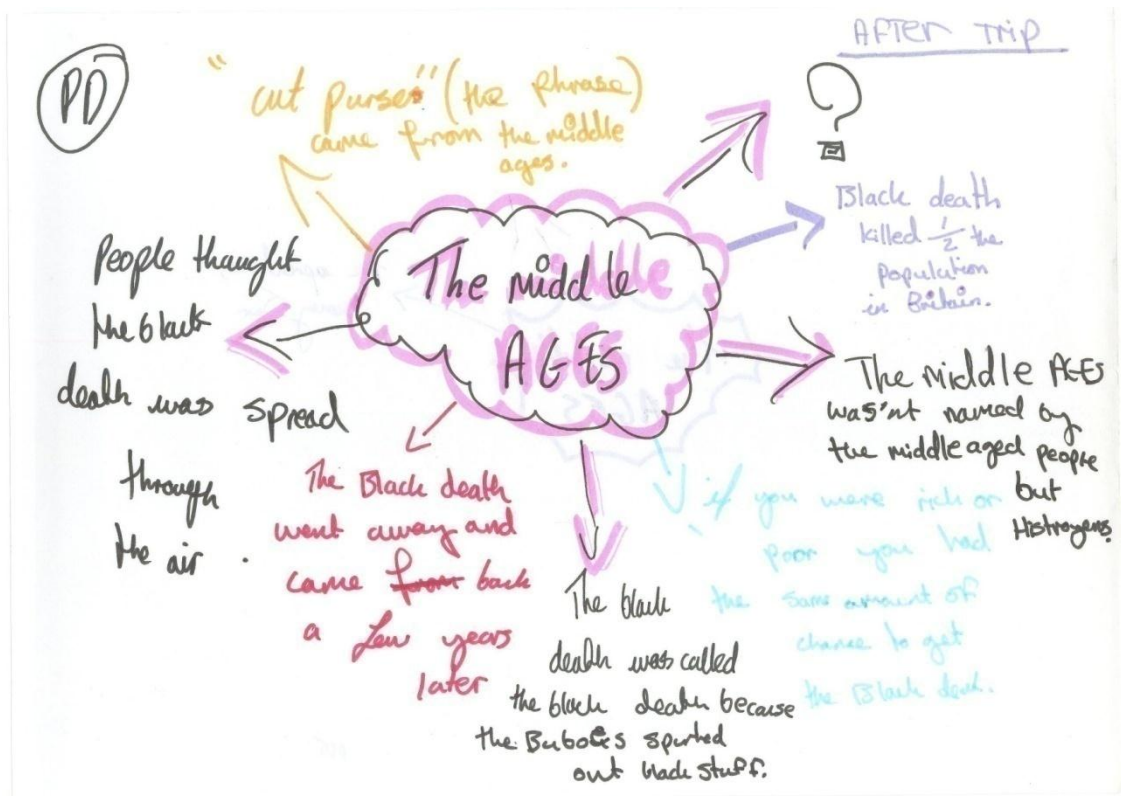 AFTER TRIP
PD
"cut purse" (the phrase)
came from the middle
ages.
?
Black death
killed 1/2 the
population
in Britain.
The middle
AGES
People thought
the black
death was spread
through
the air.
The middle AGEs
was'nt named by
the middle aged people
but
Histroyens.
The Black death
went away and
came from back
a few years
later
if you were rich or
poor you had
the same amount of
chance to get
the Black death.
The black
death was called
the black death because
the Buboes spurted
out black stuff.